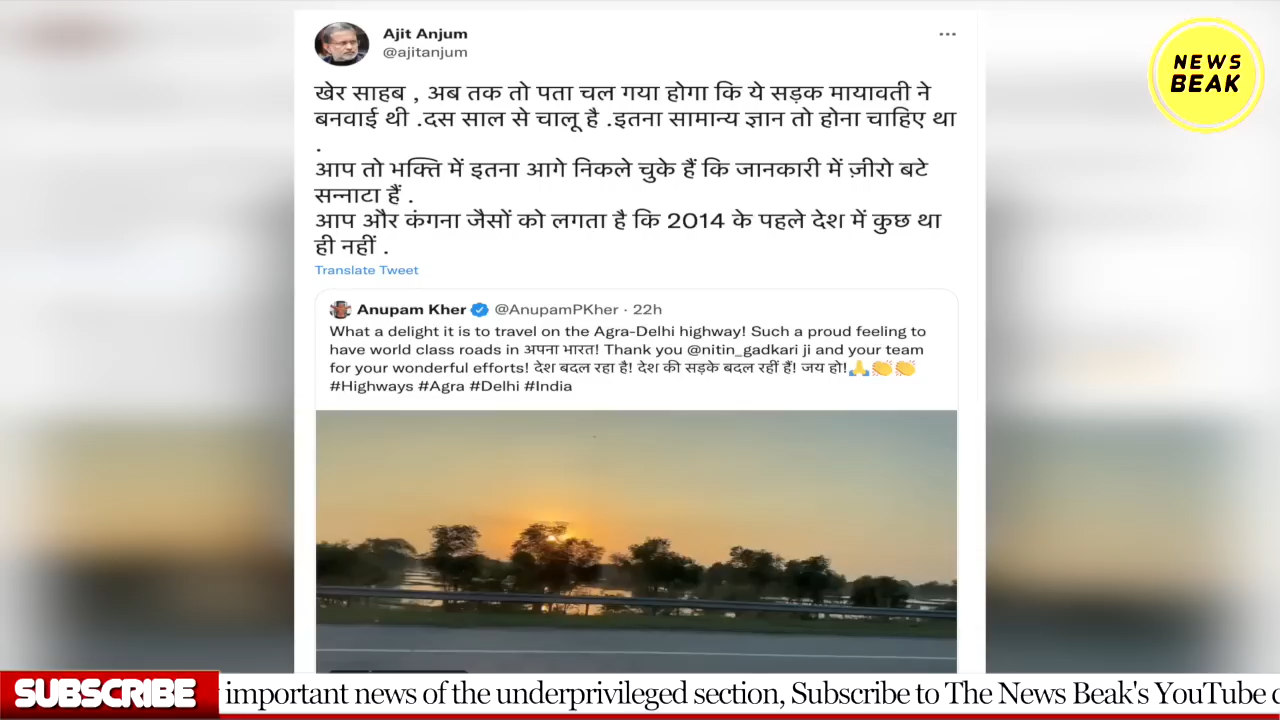 Ajit Anjum
@ajitanjum
NEWS
BEAK
खेर साहब , अब तक तो पता चल गया होगा कि ये सड़क मायावती ने
बनवाई थी .दस साल से चालू है .इतना सामान्य ज्ञान तो होना चाहिए था
.
आप तो भक्ति में इतना आगे निकले चुके हैं कि जानकारी में ज़ीरो बटे
सन्नाटा हैं .
आप और कंगना जैसों को लगता है कि 2014 के पहले देश में कुछ था
ही नहीं .
Translate Tweet
Anupam Kher @AnupamPKher · 22h
What a delight it is to travel on the Agra-Delhi highway! Such a proud feeling to
have world class roads in अपना भारत! Thank you @nitin_gadkari ji and your team
for your wonderful efforts! देश बदल रहा है! देश की सड़के बदल रहीं हैं! जय हो!🙏👏👏
#Highways #Agra #Delhi #India
SUBSCRIBE important news of the underprivileged section, Subscribe to The News Beak's YouTube